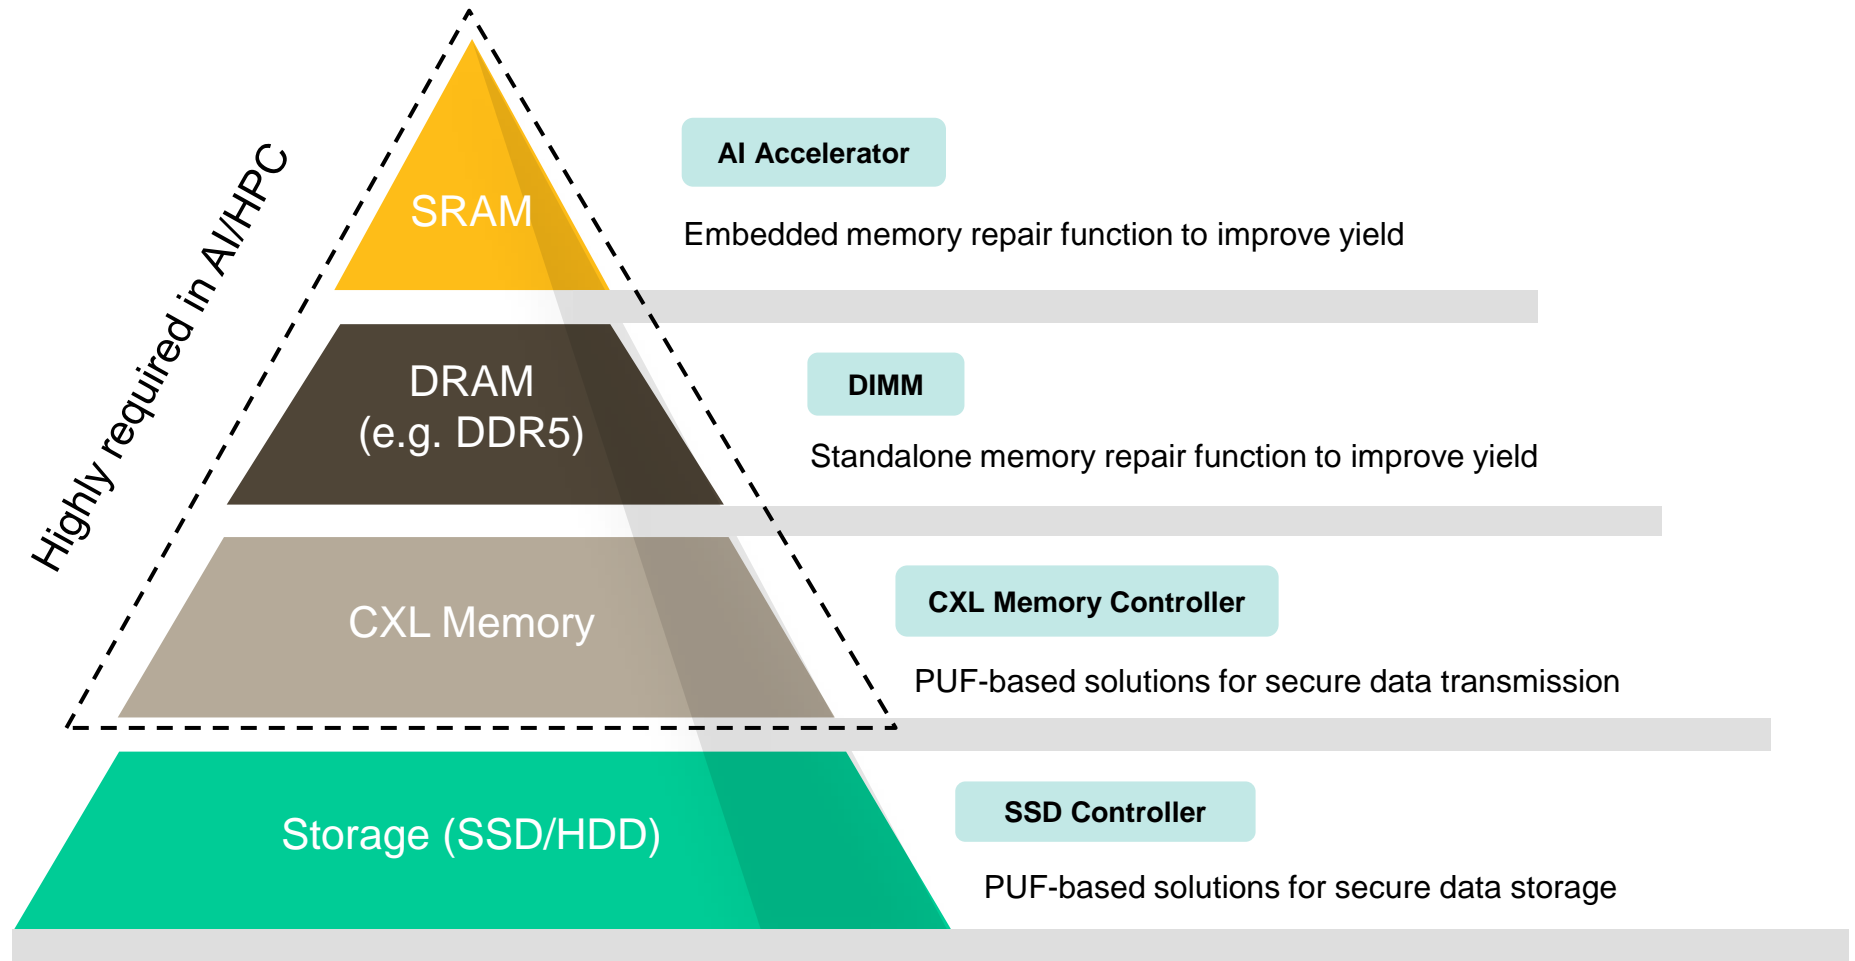 Highly required in AI/HPC
SRAM
AI Accelerator
Embedded memory repair function to improve yield
DRAM
(e.g. DDR5)
DIMM
Standalone memory repair function to improve yield
CXL Memory
CXL Memory Controller
PUF-based solutions for secure data transmission
Storage (SSD/HDD)
SSD Controller
PUF-based solutions for secure data storage